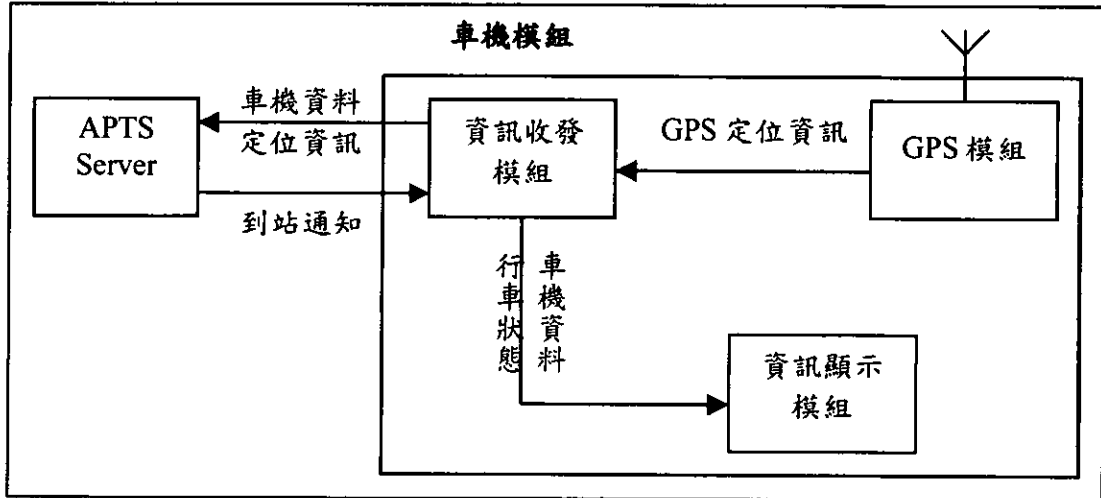 車機模組
APTS
Server
車機資料
定位資訊
到站通知
資訊收發
模組
GPS 定位資訊
GPS 模組
行車狀態
車機資料
資訊顯示
模組